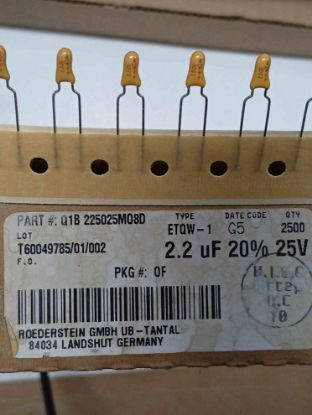 PART #: Q1B 225025M08D TYPE ETQW-1 DATE CODE G5 QTY 2500
LOT T60049785/01/002 2.2 uF 20% 25V
F.O.
PKG #: OF
ROEDERSTEIN GMBH UB - TANTAL
84034 LANDSHUT GERMANY
Q.C
10